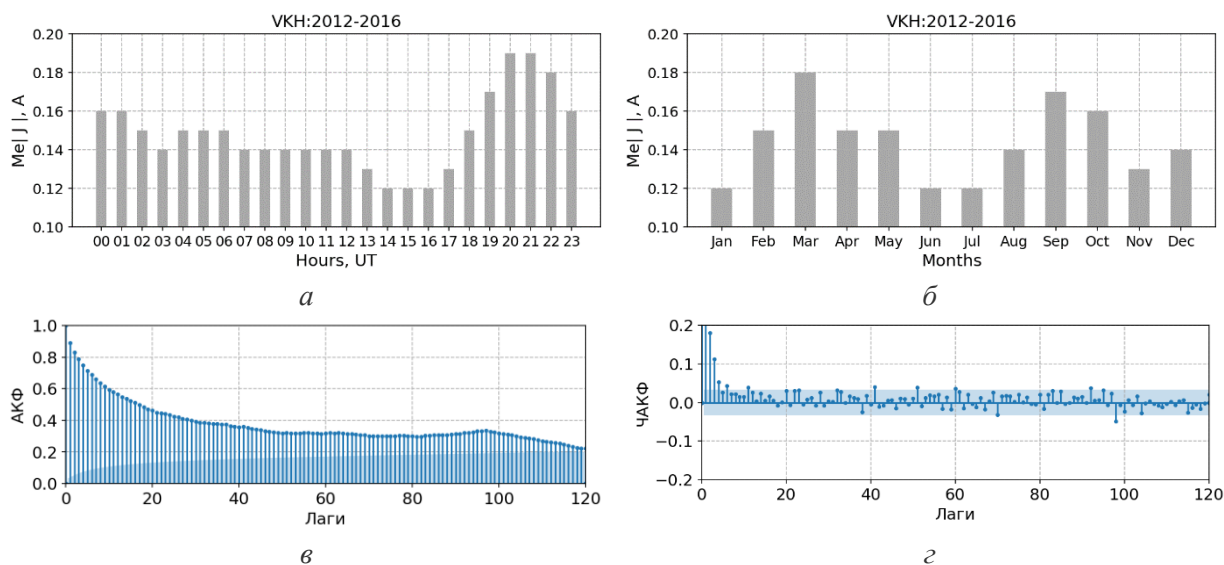 VKH:2012-2016
0.20
0.18
0.16
0.14
0.12
0.10
Me| J |, A
00 01 02 03 04 05 06 07 08 09 10 11 12 13 14 15 16 17 18 19 20 21 22 23
Hours, UT
а
VKH:2012-2016
0.20
0.18
0.16
0.14
0.12
0.10
Me| J |, A
Jan Feb Mar Apr May Jun Jul Aug Sep Oct Nov Dec
Months
б
1.0
0.8
0.6
0.4
0.2
0.0
АКФ
0 20 40 60 80 100 120
Лаги
в
0.2
0.1
0.0
−0.1
−0.2
ЧАКФ
0 20 40 60 80 100 120
Лаги
г